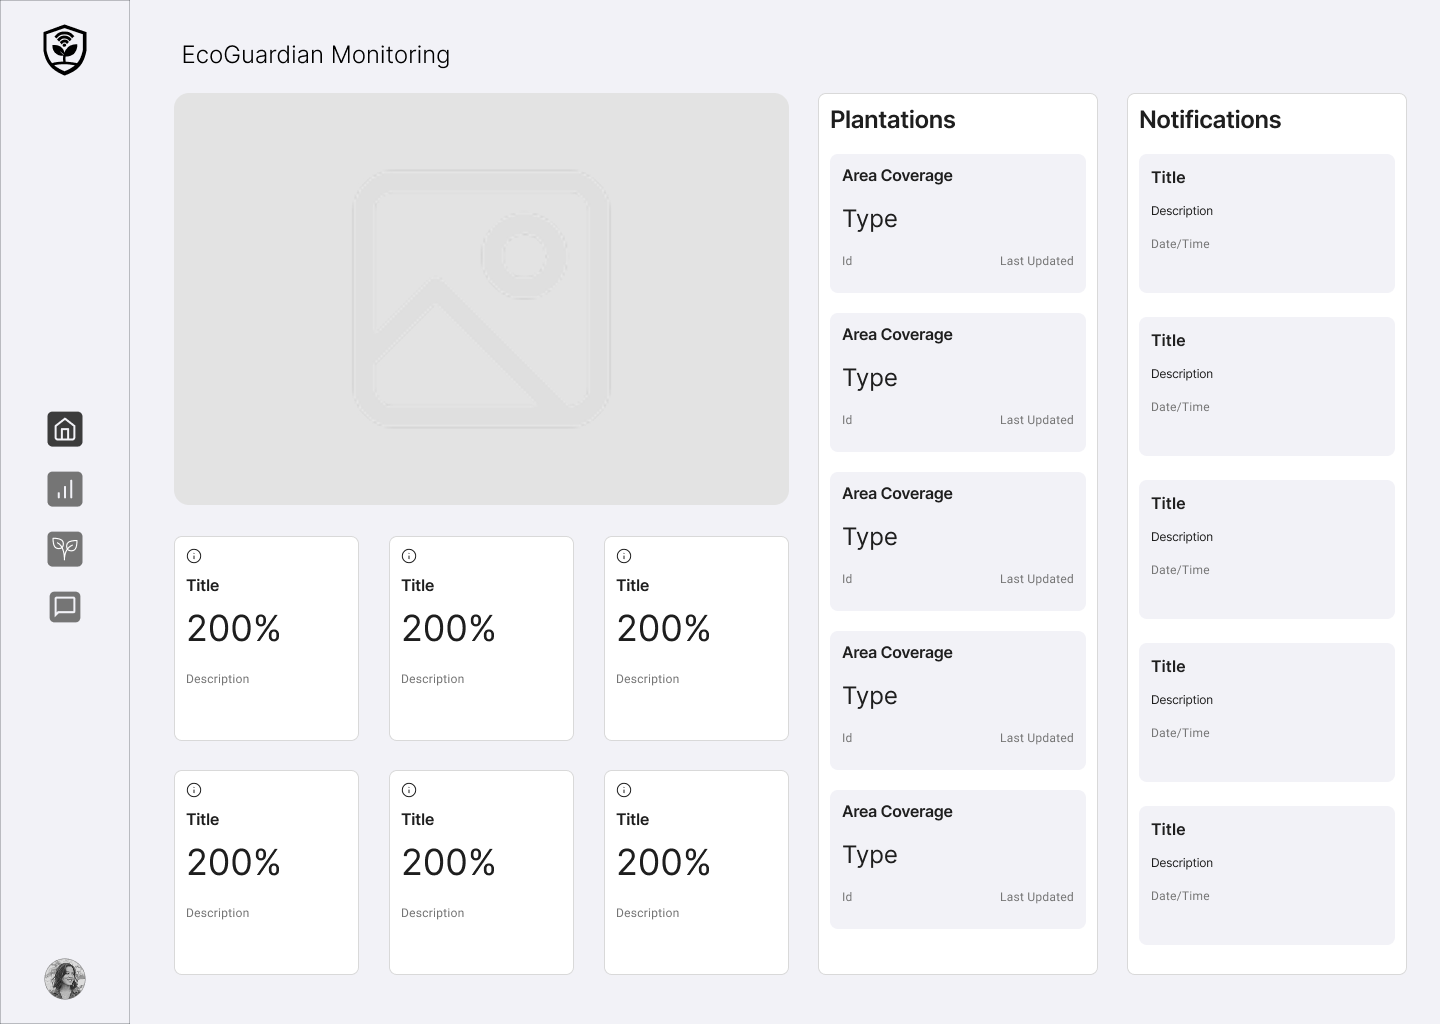 EcoGuardian Monitoring
Title
200%
Description
Title
200%
Description
Title
200%
Description
Title
200%
Description
Title
200%
Description
Title
200%
Description
Plantations
Area Coverage
Type
Id Last Updated
Area Coverage
Type
Id Last Updated
Area Coverage
Type
Id Last Updated
Area Coverage
Type
Id Last Updated
Area Coverage
Type
Id Last Updated
Notifications
Title
Description
Date/Time
Title
Description
Date/Time
Title
Description
Date/Time
Title
Description
Date/Time
Title
Description
Date/Time